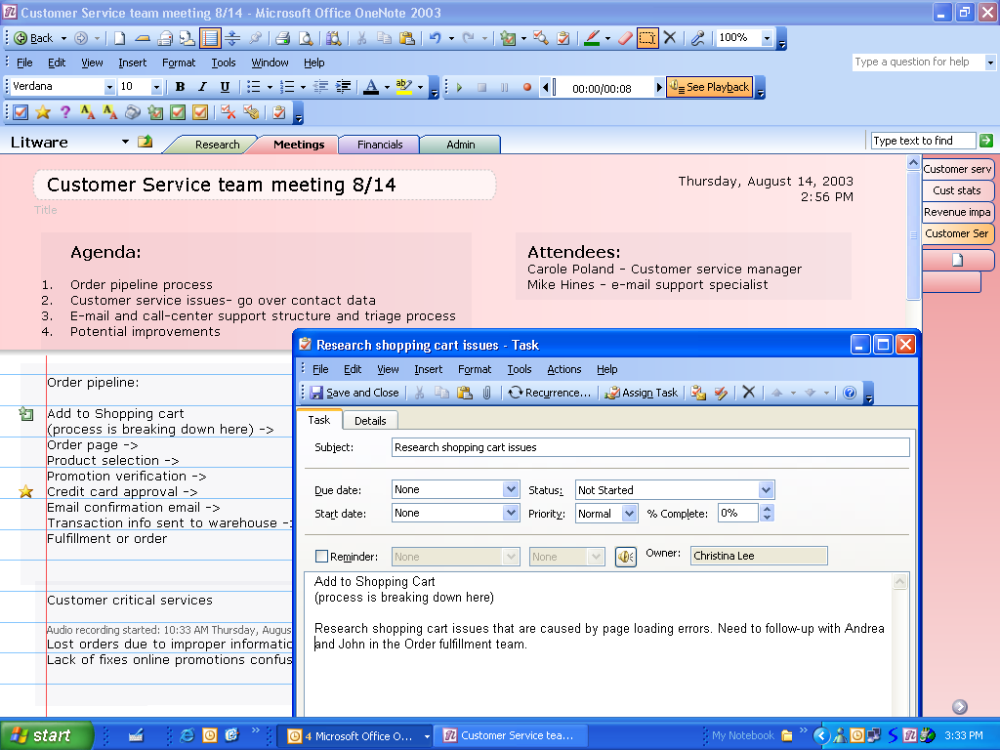 Customer Service team meeting 8/14 - Microsoft Office OneNote 2003
Back
100%
File Edit View Insert Format Tools Window Help
Type a question for help
Verdana 10 B I U A ab 00:00/00:08 See Playback
Litware Research Meetings Financials Admin
Type text to find
Customer Service team meeting 8/14
Title
Thursday, August 14, 2003
2:56 PM
Customer serv
Cust stats
Revenue impa
Customer Ser
Agenda:
1. Order pipeline process
2. Customer service issues- go over contact data
3. E-mail and call-center support structure and triage process
4. Potential improvements
Attendees:
Carole Poland - Customer service manager
Mike Hines - e-mail support specialist
Order pipeline:
Add to Shopping cart
(process is breaking down here) ->
Order page ->
Product selection ->
Promotion verification ->
Credit card approval ->
Email confirmation email ->
Transaction info sent to warehouse -
Fulfillment or order
Customer critical services
Audio recording started: 10:33 AM Thursday, Augus
Lost orders due to improper informatic
Lack of fixes online promotions confus
Research shopping cart issues - Task
File Edit View Insert Format Tools Actions Help
Save and Close Recurrence... Assign Task
Task Details
Subject: Research shopping cart issues
Due date: None Status: Not Started
Start date: None Priority: Normal % Complete: 0%
Reminder: None None Owner: Christina Lee
Add to Shopping Cart
(process is breaking down here)
Research shopping cart issues that are caused by page loading errors. Need to follow-up with Andrea
and John in the Order fulfillment team.
start 4 Microsoft Office O... Customer Service tea... My Notebook 3:33 PM